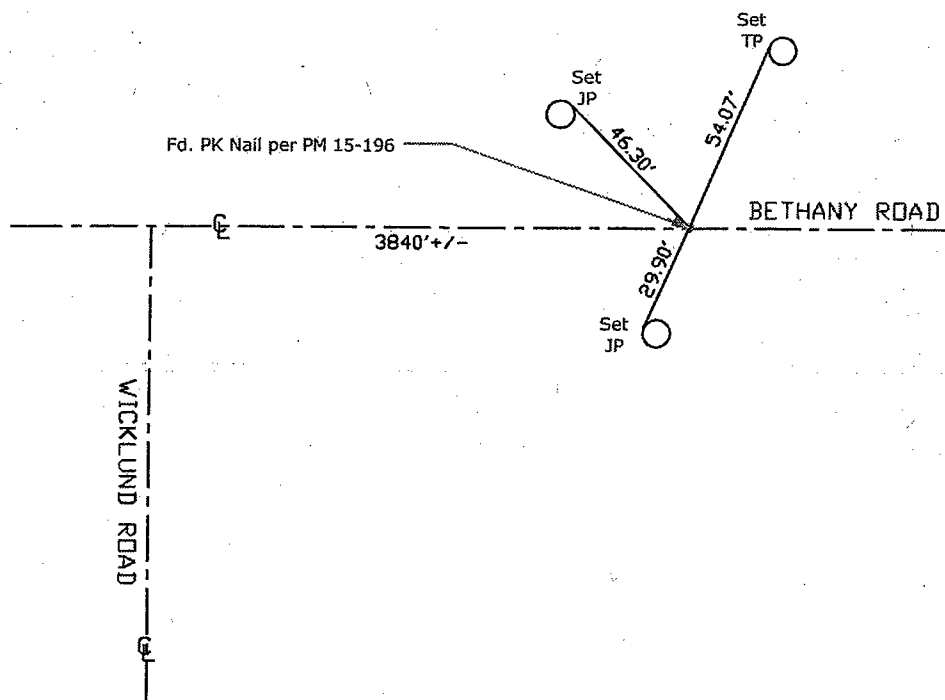 Set
TP
Set
JP
46.30'
54.07'
Fd. PK Nail per PM 15-196
BETHANY ROAD
℄
3840'+/-
29.90'
Set
JP
WICKLUND ROAD
℄